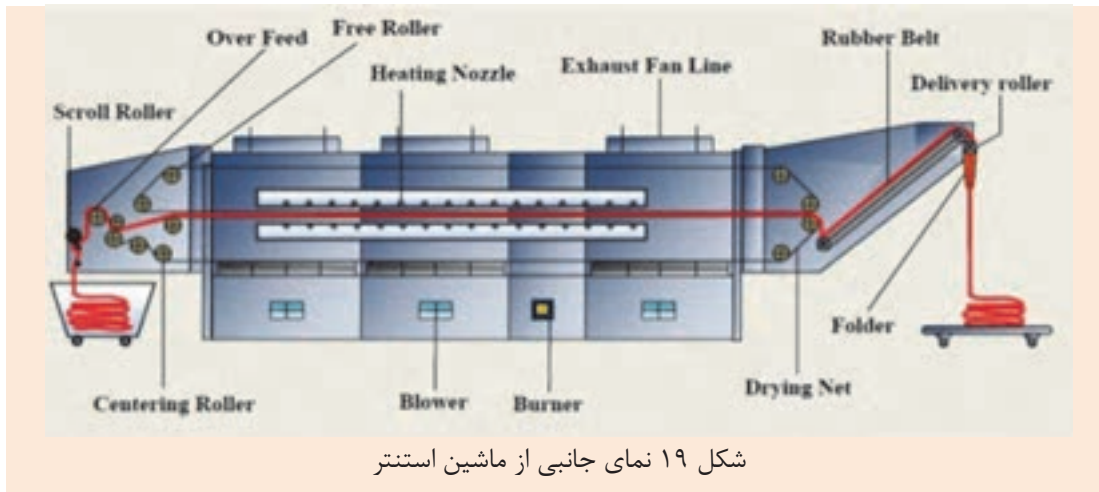 Over Feed
Free Roller
Rubber Belt
Heating Nozzle
Exhaust Fan Line
Delivery roller
Scroll Roller
Folder
Drying Net
Centering Roller
Blower
Burner
شکل ۱۹ نمای جانبی از ماشین استنتر